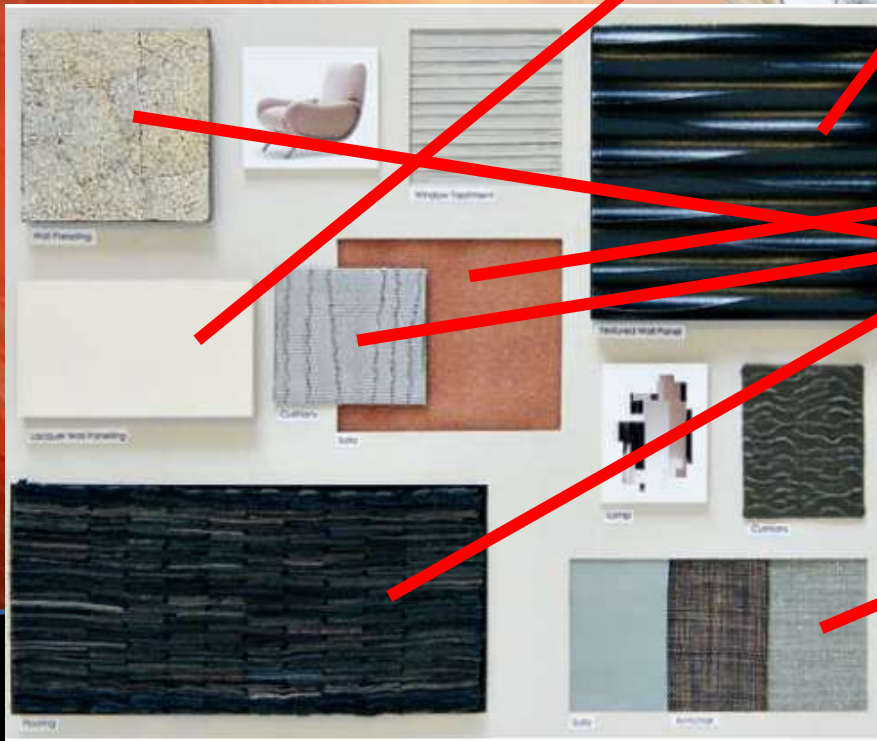 Wall Paneling
Window Treatment
Textured Wall Panel
Lacquer Wall Paneling
Cushions
Sofa
Lamp
Cushions
Flooring
Sofa
Armchair